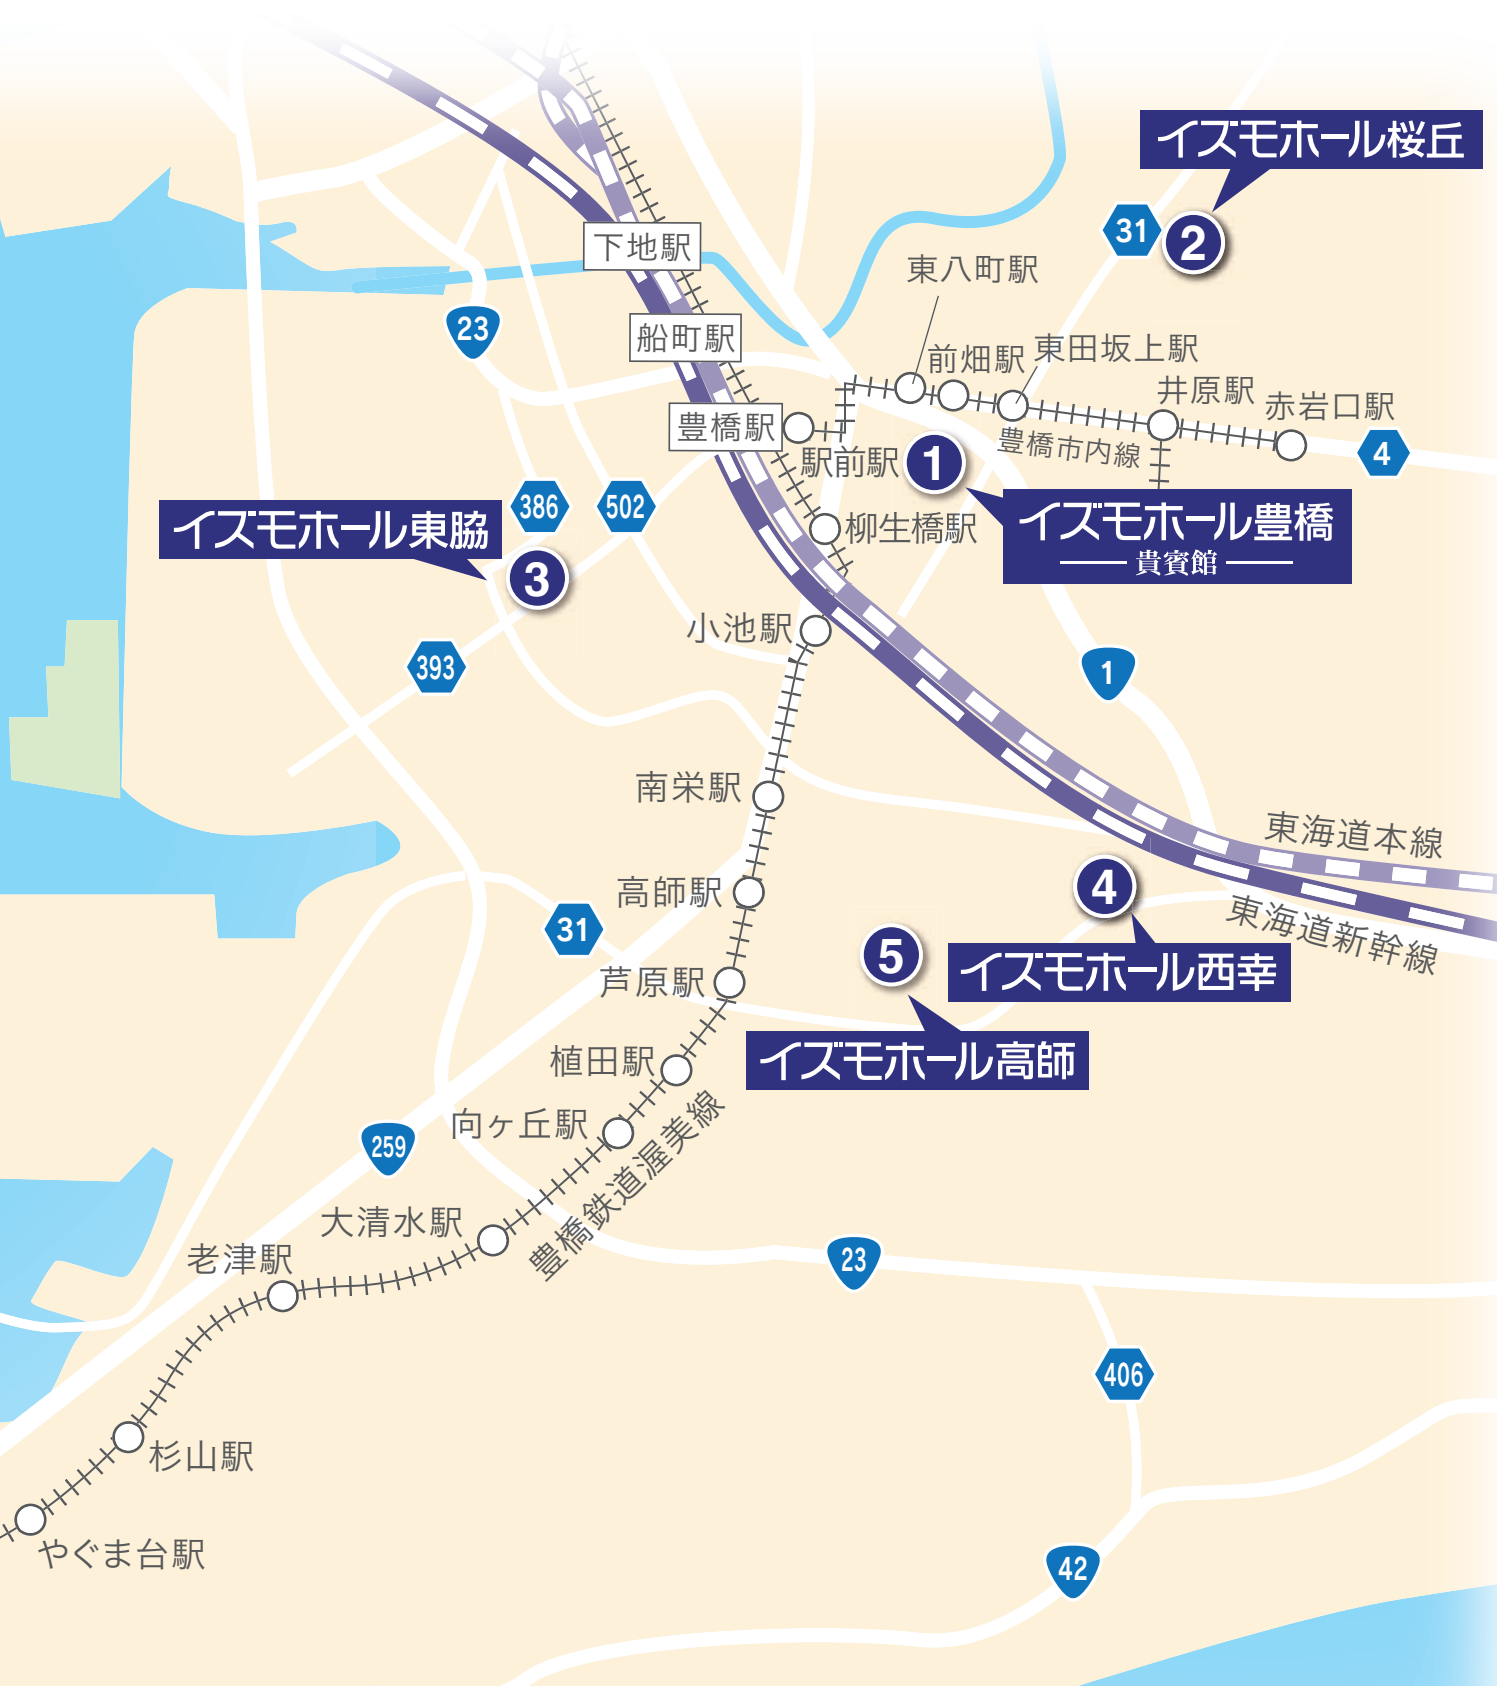 イズモホール桜丘
31
2
下地駅
東八町駅
23
船町駅
前畑駅
東田坂上駅
井原駅
赤岩口駅
豊橋駅
駅前駅
1
豊橋市内線
4
イズモホール東脇
386
502
柳生橋駅
イズモホール豊橋
貴賓館
3
小池駅
393
1
南栄駅
東海道本線
高師駅
4
31
東海道新幹線
5
イズモホール西幸
芦原駅
イズモホール高師
植田駅
向ヶ丘駅
豊橋鉄道渥美線
259
大清水駅
老津駅
23
406
杉山駅
やぐま台駅
42